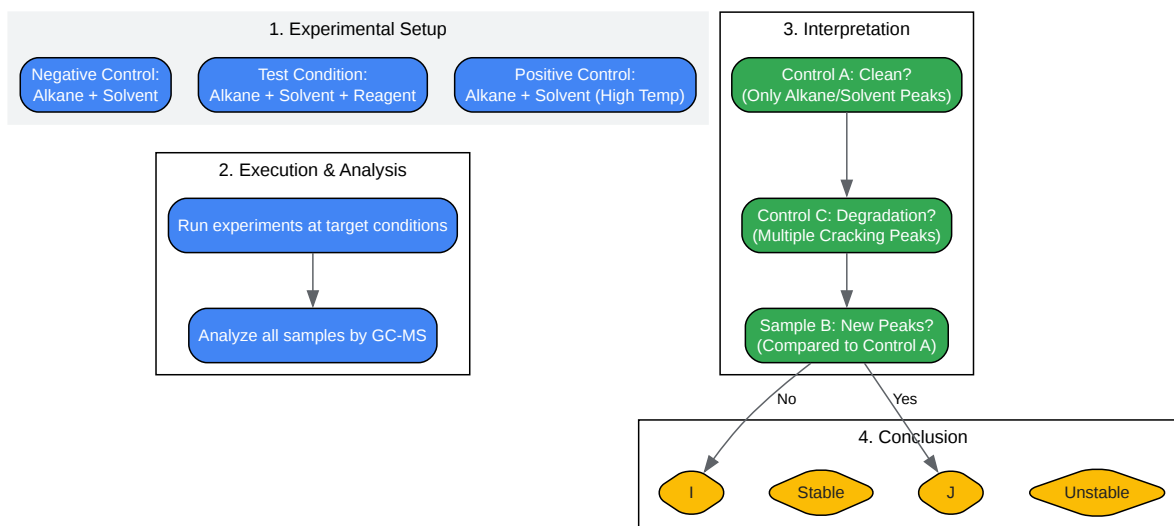 1. Experimental Setup
Negative Control:
Alkane + Solvent
Test Condition:
Alkane + Solvent + Reagent
Positive Control:
Alkane + Solvent (High Temp)
2. Execution & Analysis
Run experiments at target conditions
Analyze all samples by GC-MS
3. Interpretation
Control A: Clean?
(Only Alkane/Solvent Peaks)
Control C: Degradation?
(Multiple Cracking Peaks)
Sample B: New Peaks?
(Compared to Control A)
No
Yes
4. Conclusion
I
Stable
J
Unstable